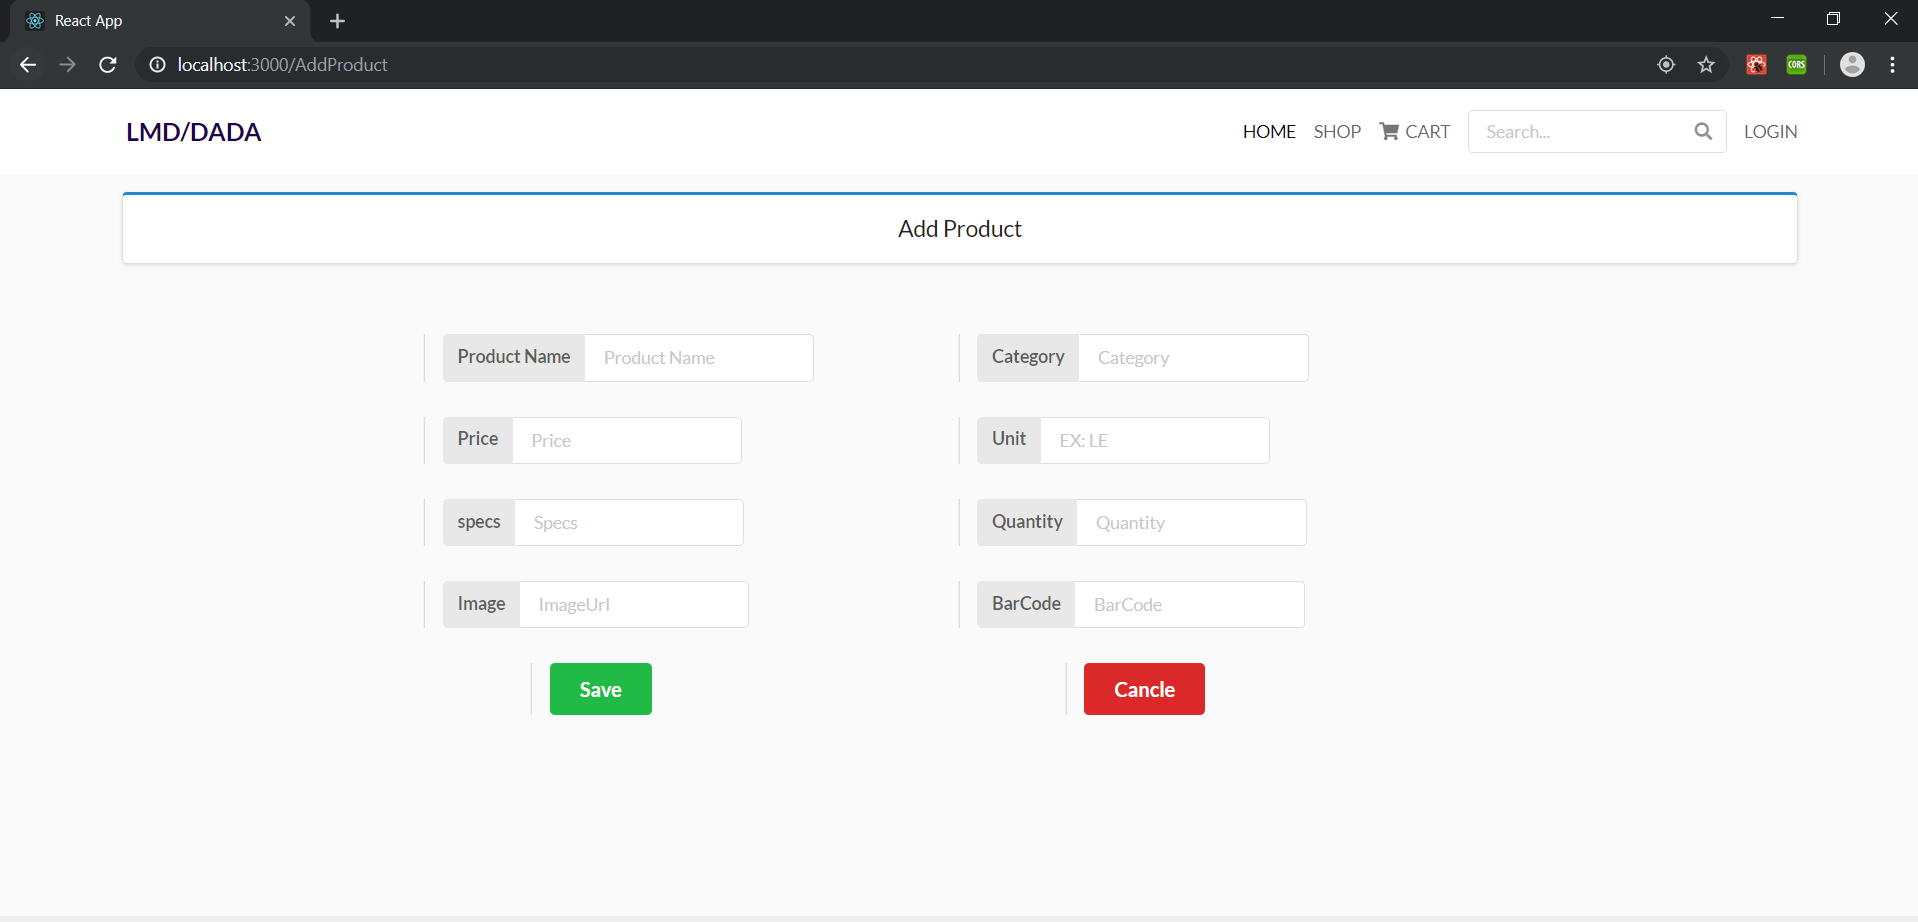 React App
localhost:3000/AddProduct
CORS
LMD/DADA HOME SHOP CART Search... LOGIN
Add Product
Product Name Product Name Category Category
Price Price Unit EX: LE
specs Specs Quantity Quantity
Image ImageUrl BarCode BarCode
Save Cancle